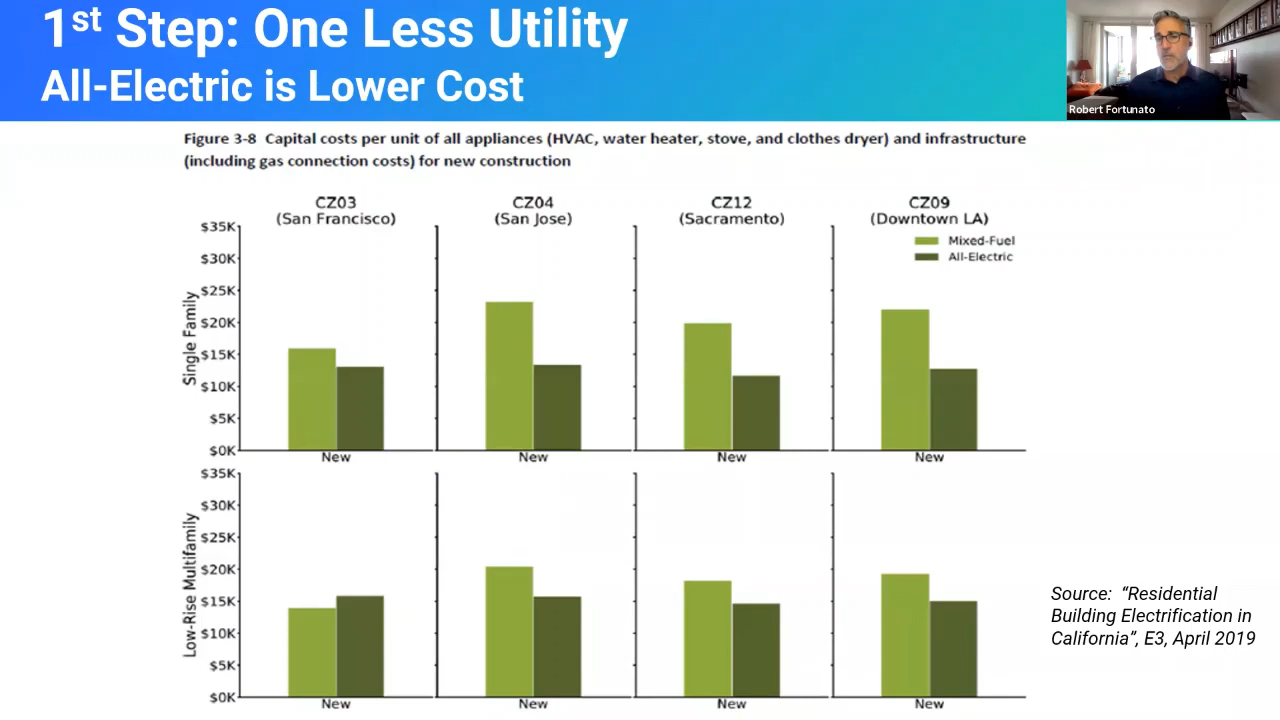 1st Step: One Less Utility
All-Electric is Lower Cost
Robert Fortunato
Figure 3-8 Capital costs per unit of all appliances (HVAC, water heater, stove, and clothes dryer) and infrastructure
(including gas connection costs) for new construction
CZ03
(San Francisco)
CZ04
(San Jose)
CZ12
(Sacramento)
CZ09
(Downtown LA)
Mixed-Fuel
All-Electric
Single Family
$35K
$30K
$25K
$20K
$15K
$10K
$5K
$0K
New
New
New
New
Low-Rise Multifamily
$35K
$30K
$25K
$20K
$15K
$10K
$5K
$0K
New
New
New
New
Source: “Residential
Building Electrification in
California”, E3, April 2019